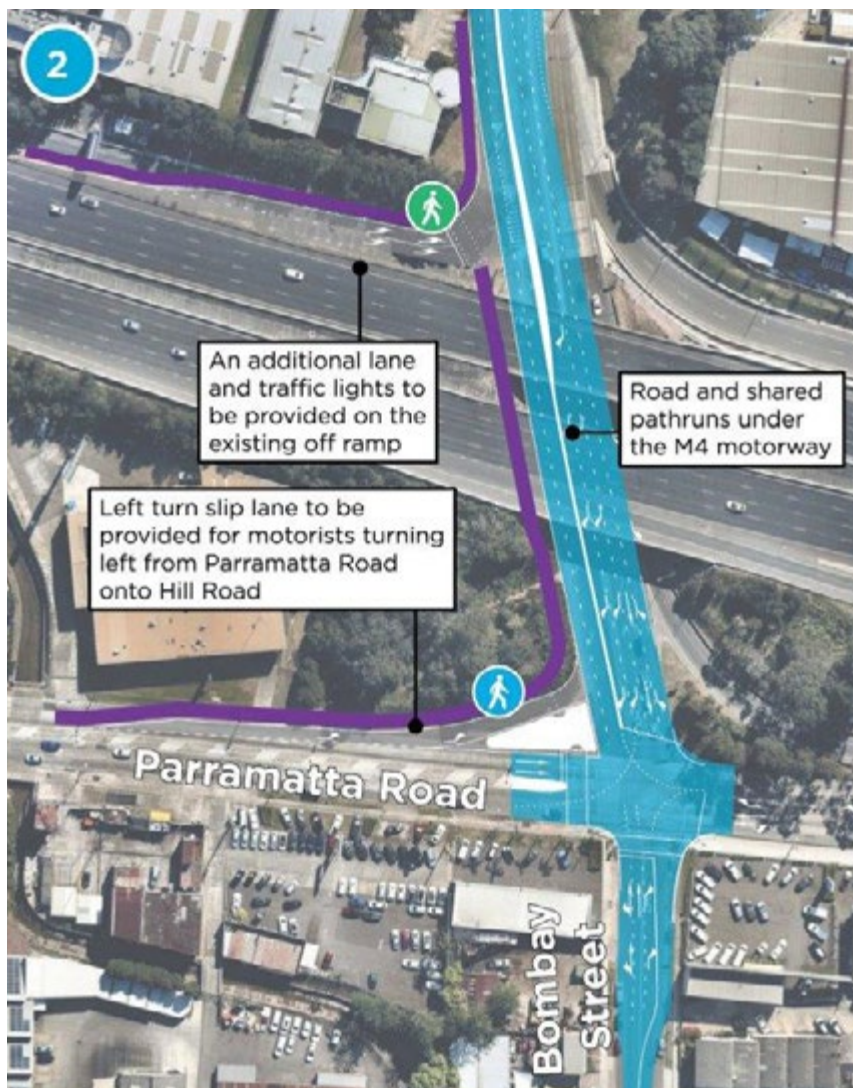 2
An additional lane
and traffic lights to
be provided on the
existing off ramp
Road and shared
pathruns under
the M4 motorway
Left turn slip lane to be
provided for motorists turning
left from Parramatta Road
onto Hill Road
Parramatta Road
Bombay
Street